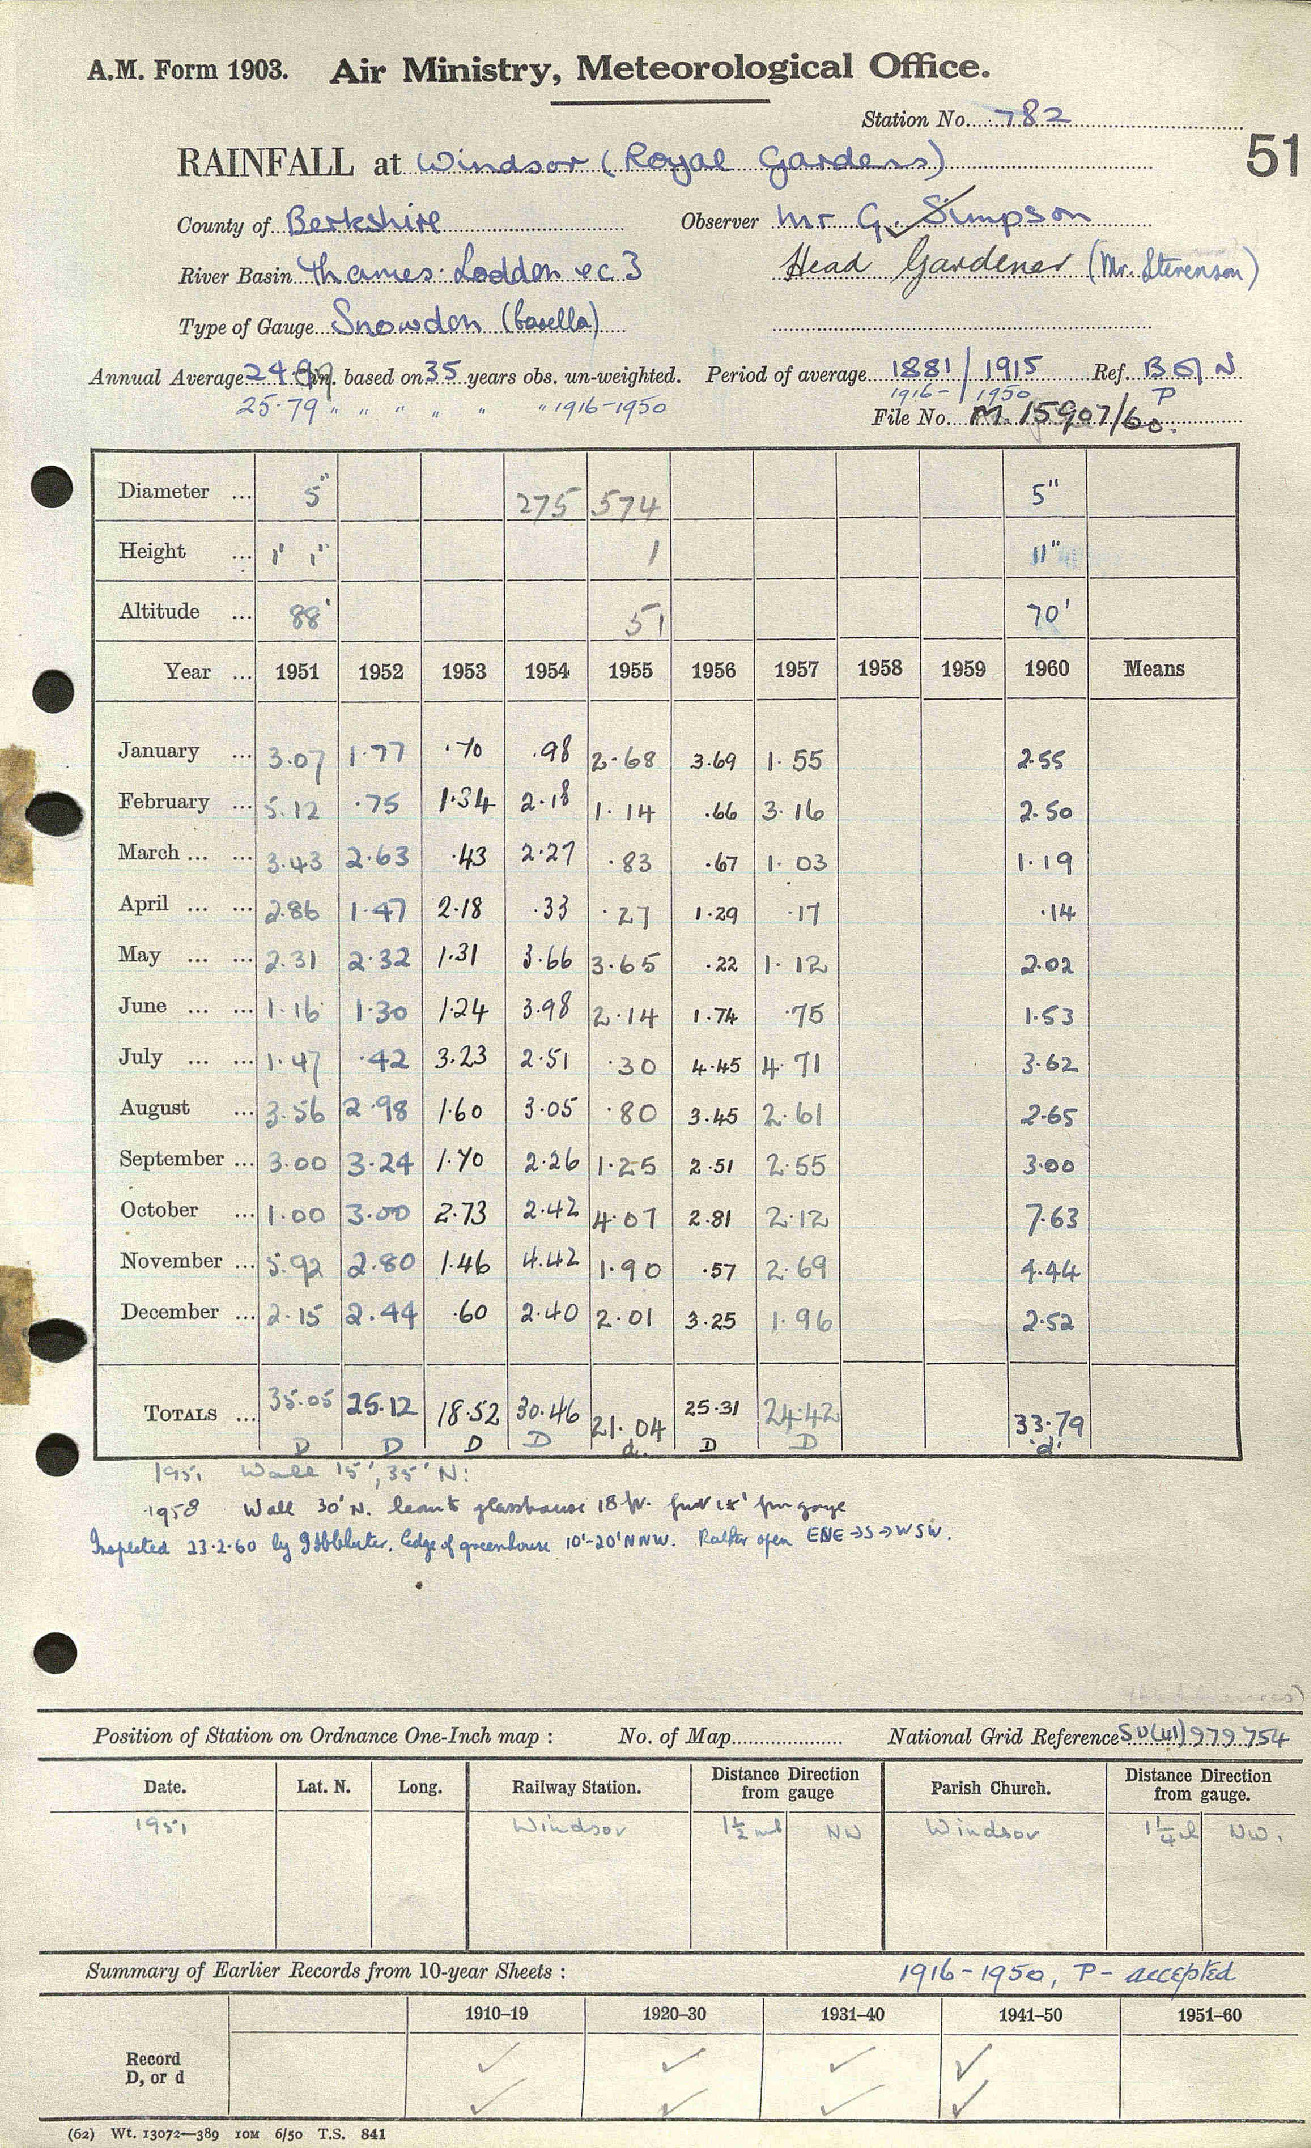 A.M. Form 1903. Air Ministry, Meteorological Office.
Station No. 782
51
RAINFALL at Windsor (Royal Gardens)
County of Berkshire Observer Mr G. Simpson
River Basin Thames: Loddon &c 3 Head Gardener (Mr. Stevenson)
Type of Gauge Snowdon (Casella)
Annual Average in. based on 35 years obs. un-weighted. Period of average 1881/1915 Ref. N
25.79 " " " " " " 1916-1950 1916- / 1950 P
File No. M. 15907/60.
Diameter ... 5" 275 574 5"
Height ... 1' 1" 1 11"
Altitude ... 88' 51 70'
Year ... 1951 1952 1953 1954 1955 1956 1957 1958 1959 1960 Means
January ... 3.07 1.77 .70 .98 2.68 3.69 1.55 2.55
February ... 5.12 .75 1.34 2.18 1.14 .66 3.16 2.50
March ... ... 3.43 2.63 .43 2.27 .83 .67 1.03 1.19
April ... ... 2.86 1.47 2.18 .33 .27 1.29 .17 .14
May ... ... 2.31 2.32 1.31 3.66 3.65 .22 1.12 2.02
June ... ... 1.16 1.30 1.24 3.98 2.14 1.74 .75 1.53
July ... ... 1.47 .42 3.23 2.51 .30 4.45 4.71 3.62
August ... 3.56 2.98 1.60 3.05 .80 3.45 2.61 2.65
September ... 3.00 3.24 1.70 2.26 1.25 2.51 2.55 3.00
October ... 1.00 3.00 2.73 2.42 4.07 2.81 2.12 7.63
November ... 5.92 2.80 1.46 4.42 1.90 .57 2.69 4.44
December ... 2.15 2.44 .60 2.40 2.01 3.25 1.96 2.52
TOTALS ... 35.05 25.12 18.52 30.46 21.04 25.31 24.42 33.79
D D D D d. D D d
1951 Wall 15', 35' N:
1958 Wall 30' N. leanto glasshouse 18 from gauge
Inspected 23.2.60 by Edge of greenhouse 10'-20' NNW. Rather open ENE→S→WSW.
Position of Station on Ordnance One-Inch map : No. of Map National Grid Reference SU(41)979754
Date. Lat. N. Long. Railway Station. Distance Direction from gauge Parish Church. Distance Direction from gauge.
1951 Windsor 1½ ml NW Windsor 1¼ NW.
Summary of Earlier Records from 10-year Sheets : 1916-1950, P- accepted
1910–19 1920–30 1931–40 1941–50 1951–60
Record ✓ ✓ ✓ ✓
D, or d ✓ ✓ ✓ ✓
(62) Wt. 13072—389 10M 6/50 T.S. 841